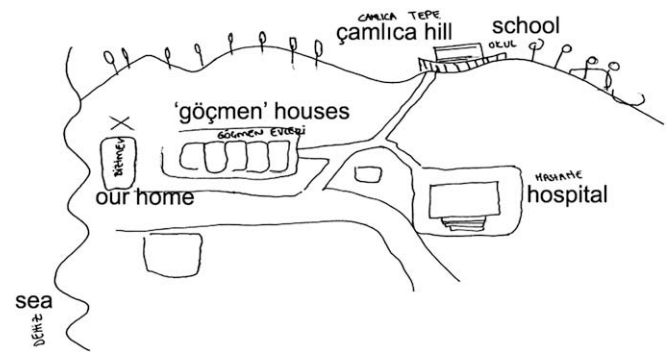 ÇAMLICA TEPE
çamlıca hill
school
OKUL
'göçmen' houses
GÖÇMEN EVLERİ
BİZİM EV
our home
HASTANE
hospital
sea
DENİZ